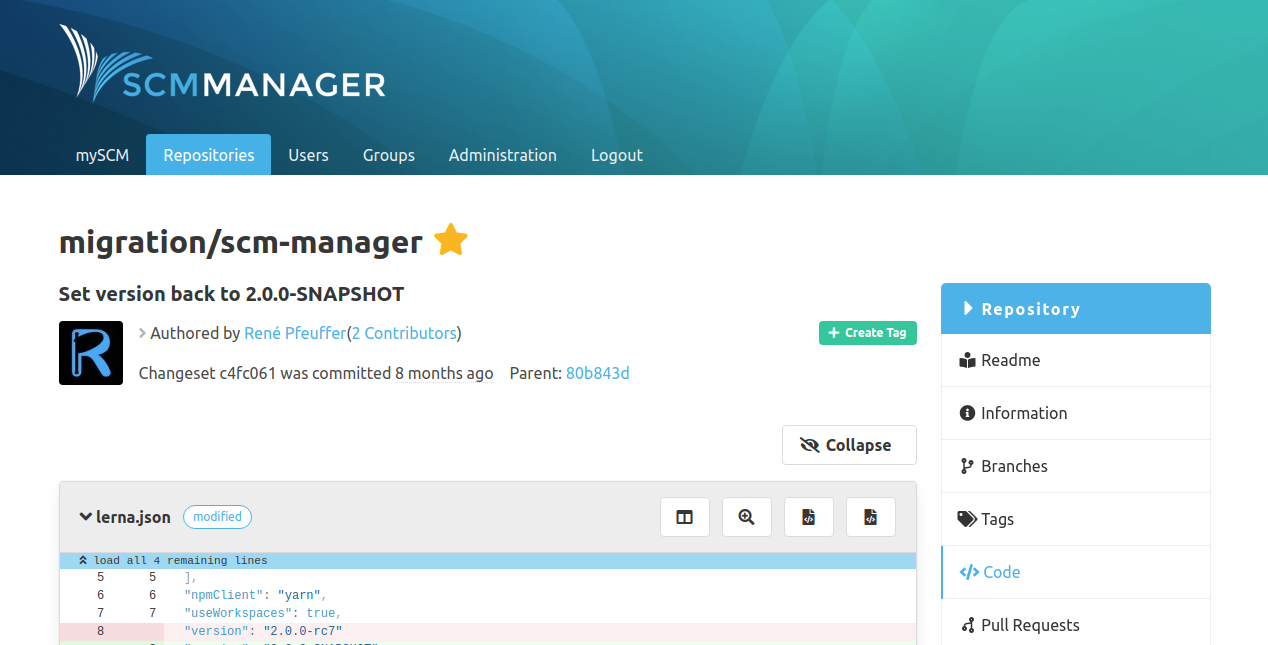 SCMMANAGER
mySCM Repositories Users Groups Administration Logout
migration/scm-manager
Set version back to 2.0.0-SNAPSHOT
Authored by René Pfeuffer(2 Contributors)
Create Tag
Changeset c4fc061 was committed 8 months ago Parent: 80b843d
Collapse
lerna.json modified
load all 4 remaining lines
5 5 ],
6 6 "npmClient": "yarn",
7 7 "useWorkspaces": true,
8 "version": "2.0.0-rc7"
Repository
Readme
Information
Branches
Tags
Code
Pull Requests